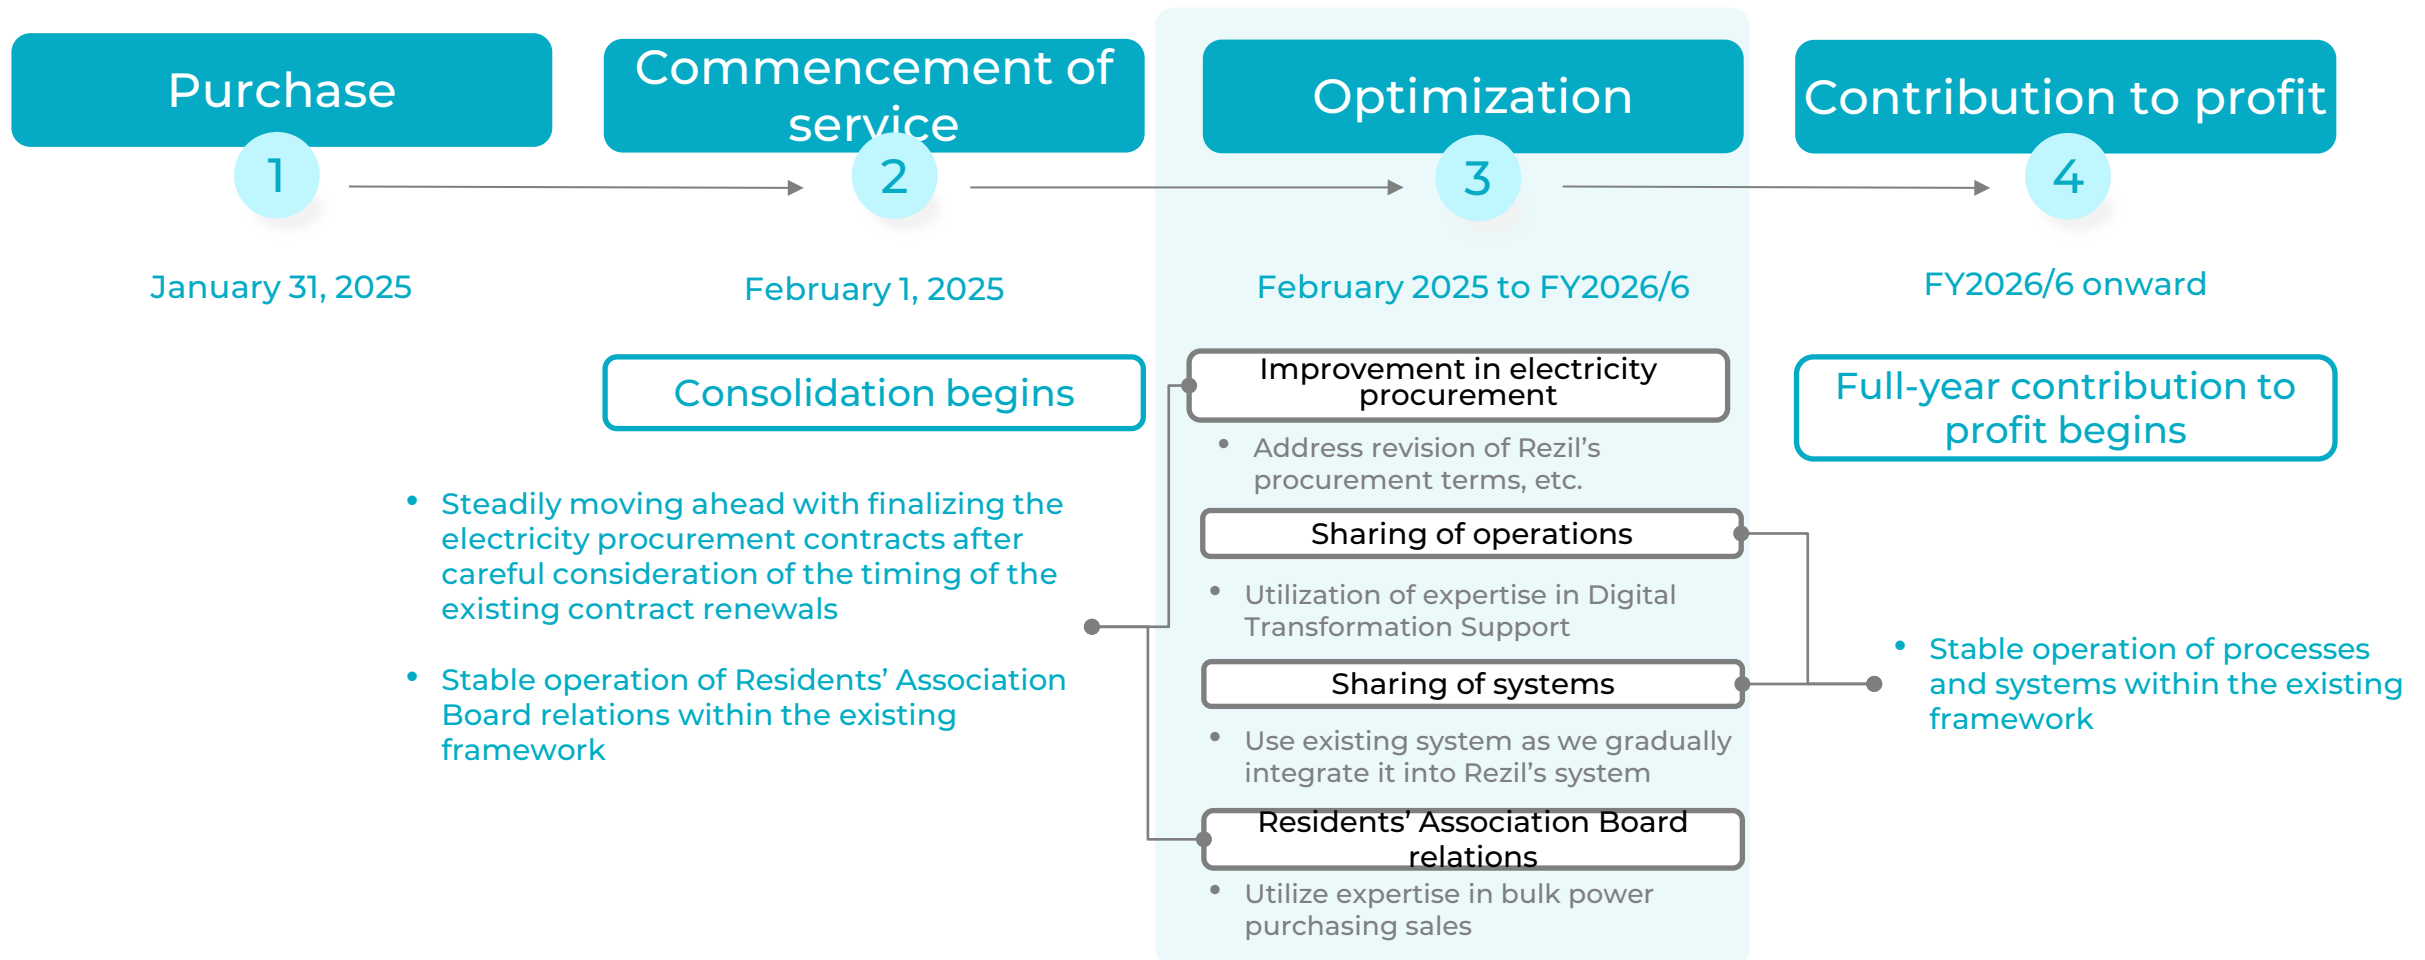 Purchase
1
January 31, 2025
Commencement of
service
2
February 1, 2025
Consolidation begins
• Steadily moving ahead with finalizing the
electricity procurement contracts after
careful consideration of the timing of the
existing contract renewals
• Stable operation of Residents’ Association
Board relations within the existing
framework
Optimization
3
February 2025 to FY2026/6
Improvement in electricity
procurement
• Address revision of Rezil’s
procurement terms, etc.
Sharing of operations
• Utilization of expertise in Digital
Transformation Support
Sharing of systems
• Use existing system as we gradually
integrate it into Rezil’s system
Residents’ Association Board
relations
• Utilize expertise in bulk power
purchasing sales
Contribution to profit
4
FY2026/6 onward
Full-year contribution to
profit begins
• Stable operation of processes
and systems within the existing
framework